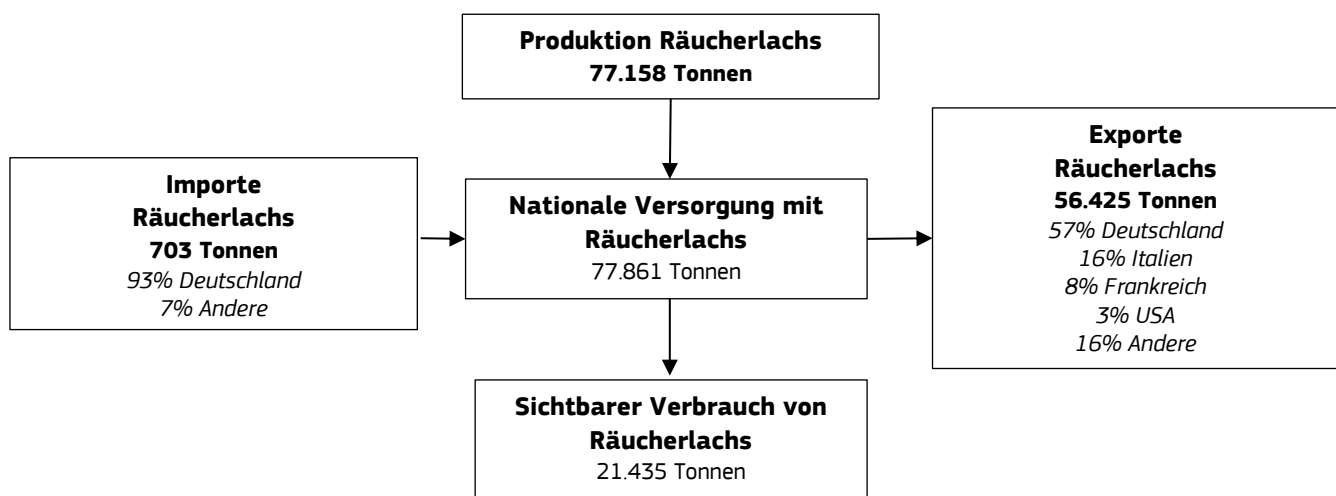 Produktion Räucherlachs
77.158 Tonnen
Importe
Räucherlachs
703 Tonnen
93% Deutschland
7% Andere
Nationale Versorgung mit
Räucherlachs
77.861 Tonnen
Exporte
Räucherlachs
56.425 Tonnen
57% Deutschland
16% Italien
8% Frankreich
3% USA
16% Andere
Sichtbarer Verbrauch von
Räucherlachs
21.435 Tonnen